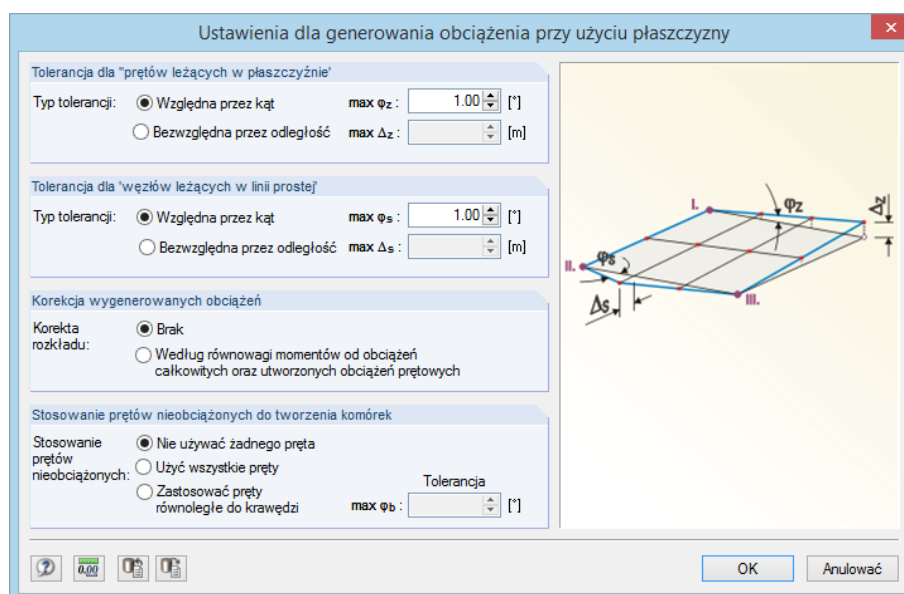 Ustawienia dla generowania obciążenia przy użyciu płaszczyzny
Tolerancja dla "prętów leżących w płaszczyźnie'
Typ tolerancji:
Względna przez kąt
max φz :
1.00
[°]
Bezwzględna przez odległość
max Δz :
[m]
Tolerancja dla 'węzłów leżących w linii prostej'
Typ tolerancji:
Względna przez kąt
max φs :
1.00
[°]
Bezwzględna przez odległość
max Δs :
[m]
Korekcja wygenerowanych obciążeń
Korekta
rozkładu:
Brak
Według równowagi momentów od obciążeń
całkowitych oraz utworzonych obciążeń prętowych
Stosowanie prętów nieobciążonych do tworzenia komórek
Stosowanie
prętów
nieobciążonych:
Nie używać żadnego pręta
Użyć wszystkie pręty
Zastosować pręty
równoległe do krawędzi
Tolerancja
max φb :
[°]
I.
φz
Δz
II.
φs
Δs
III.
0.00
OK
Anulować